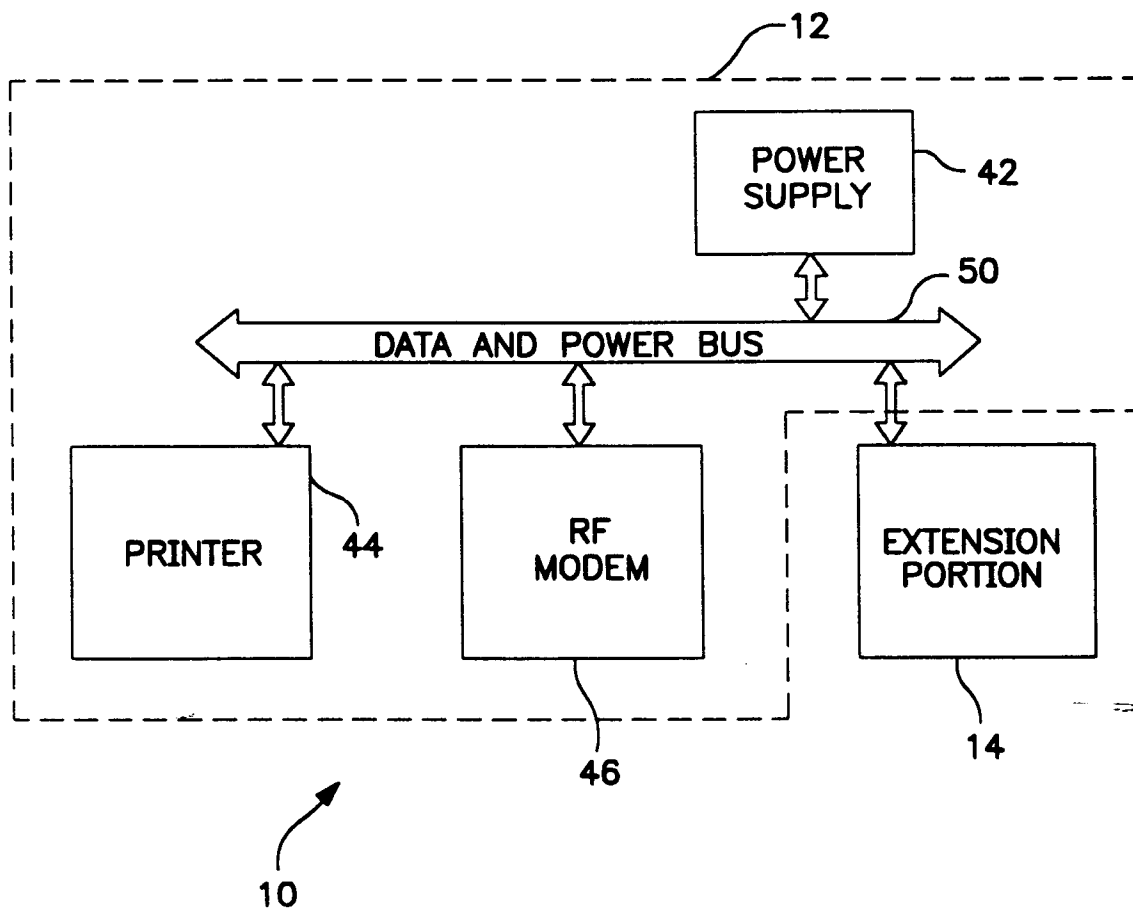 12
POWER
SUPPLY
42
50
DATA AND POWER BUS
PRINTER
44
RF
MODEM
EXTENSION
PORTION
46
14
10